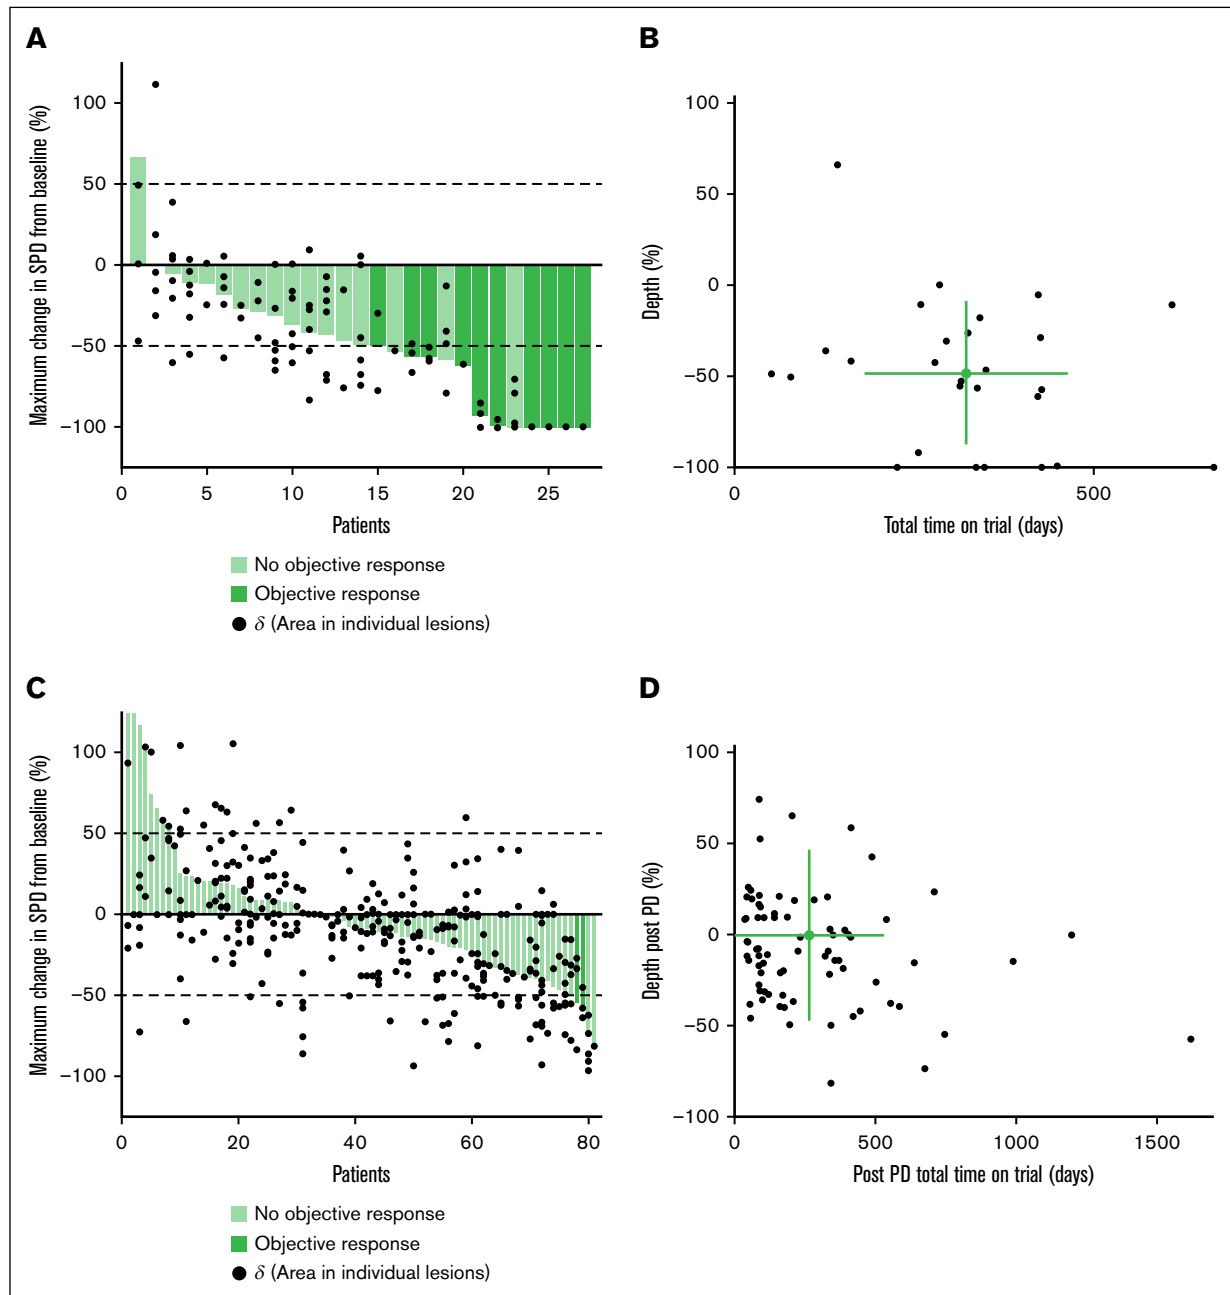 A
Maximum change in SPD from baseline (%)
100
50
0
−50
−100
0 5 10 15 20 25
Patients
No objective response
Objective response
δ (Area in individual lesions)
B
Depth (%)
100
50
0
−50
−100
0 500
Total time on trial (days)
C
Maximum change in SPD from baseline (%)
100
50
0
−50
−100
0 20 40 60 80
Patients
No objective response
Objective response
δ (Area in individual lesions)
D
Depth post PD (%)
100
50
0
−50
−100
0 500 1000 1500
Post PD total time on trial (days)